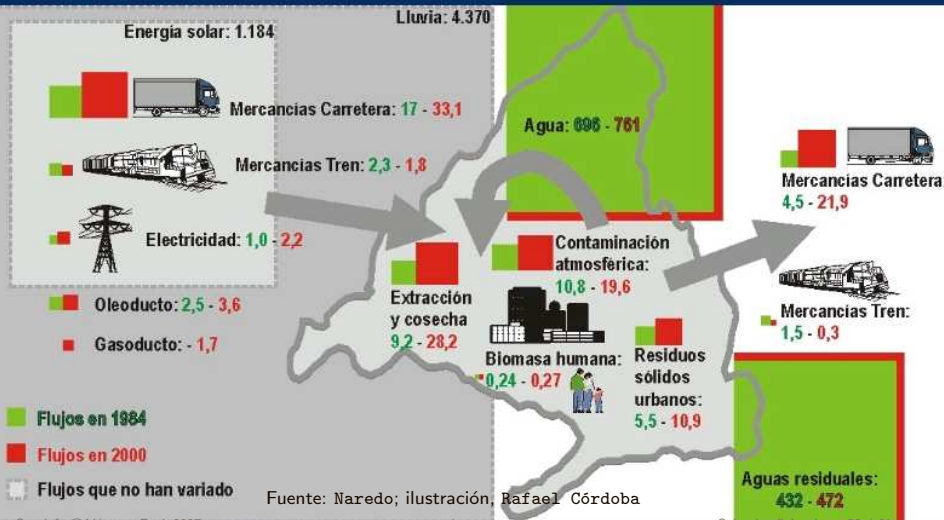 Lluvia: 4.370
Energía solar: 1.184
Mercancías Carretera: 17 - 33,1
Mercancías Tren: 2,3 - 1,8
Electricidad: 1,0 - 2,2
Oleoducto: 2,5 - 3,6
Gasoducto: - 1,7
Flujos en 1984
Flujos en 2000
Flujos que no han variado
Agua: 696 - 761
Extracción
y cosecha
9,2 - 28,2
Contaminación
atmosférica:
10,8 - 19,6
Biomasa humana:
0,24 - 0,27
Residuos
sólidos
urbanos:
5,5 - 10,9
Mercancías Carretera
4,5 - 21,9
Mercancías Tren:
1,5 - 0,3
Aguas residuales:
432 - 472
Fuente: Naredo; ilustración, Rafael Córdoba